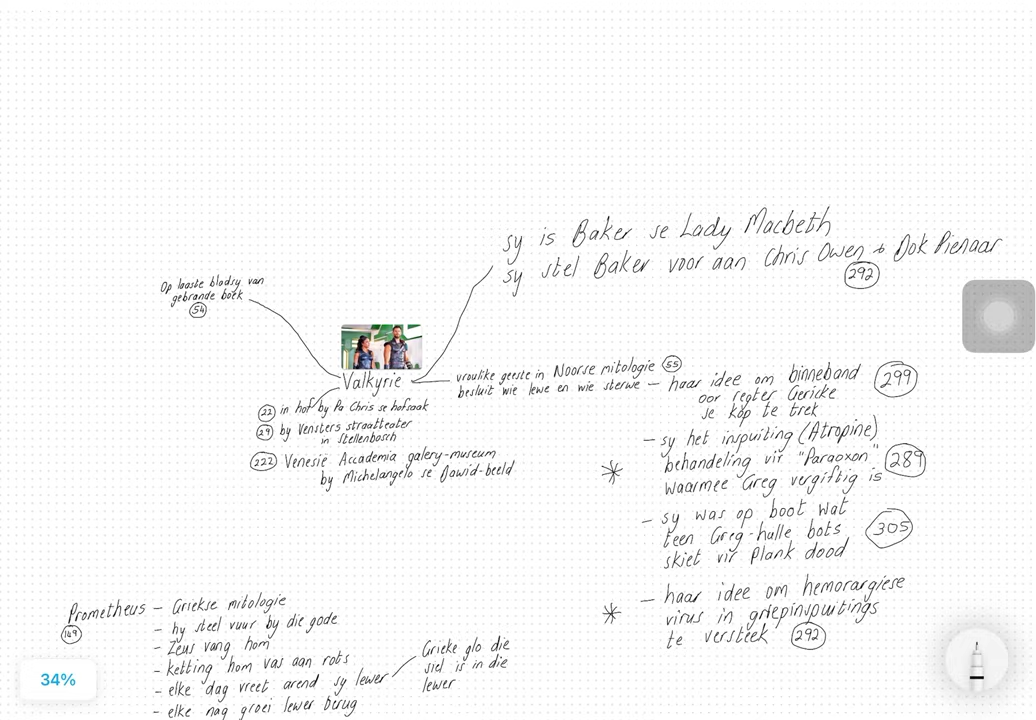 sy is Baker se Lady Macbeth
sy stel Baker voor aan Chris Owen & Dok Pienaar
292
Op laaste bladsy van
gebrande boek
54
Valkyrie
vroulike geeste in Noorse mitologie 55
besluit wie lewe en wie sterwe
22 in hof by Pa Chris se hofsaak
29 by Vensters straatteater
in Stellenbosch
222 Venesië Accademia galery-museum
by Michelangelo se Dawid-beeld
- haar idee om binneband
oor regter Gericke
se kop te trek
299
- sy het inspuiting (Atropine)
behandeling vir "Paraoxon"
waarmee Greg vergiftig is
289
- sy was op boot wat
teen Greg-hulle bots
skiet vir Plank dood
305
- haar idee om hemorargiese
virus in griepinspuitings
te versteek 292
Prometheus - Griekse mitologie
149
- hy steel vuur by die gode
- Zeus vang hom
- ketting hom vas aan rots
- elke dag vreet arend sy lewer
- elke nag groei lewer terug
Grieke glo die
siel is in die
lewer
34%